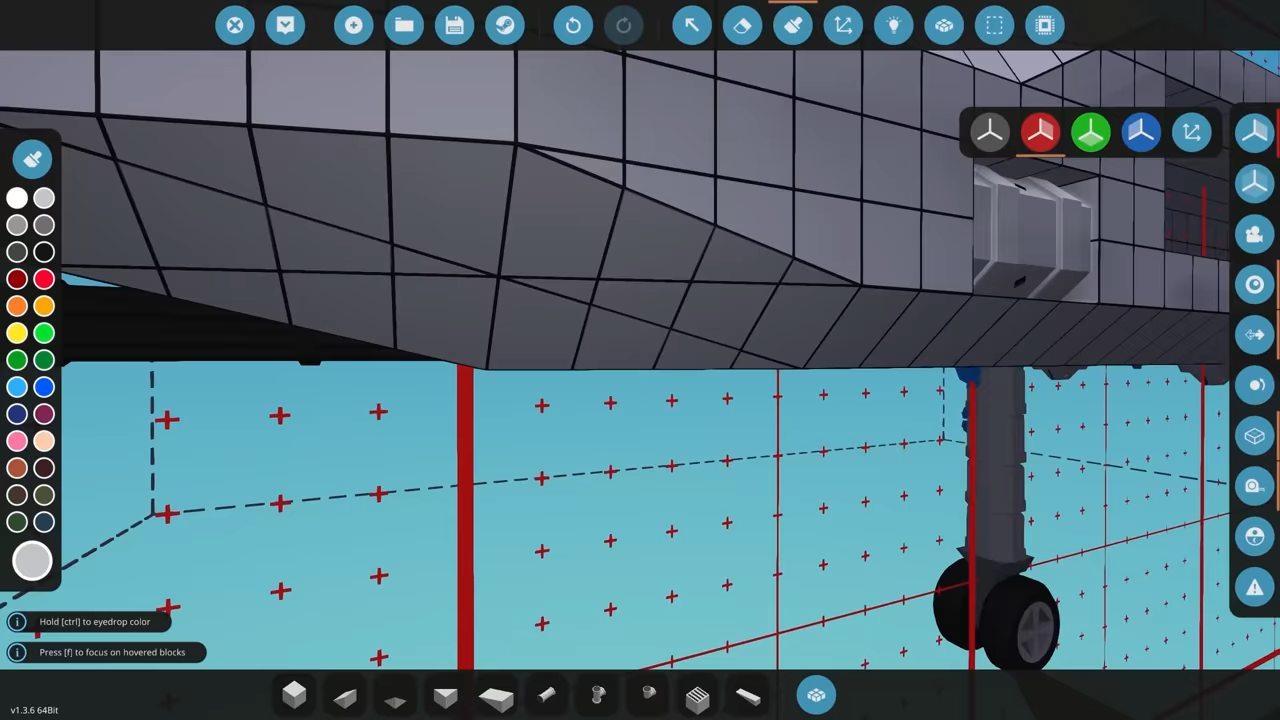 Hold [ctrl] to eyedrop color
Press [f] to focus on hovered blocks
v1.3.6 64Bit